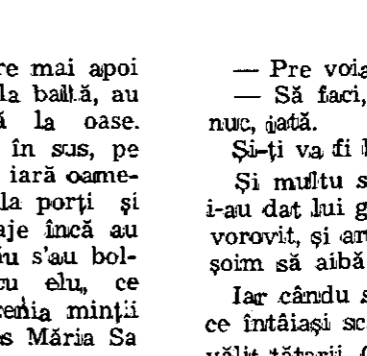 re mai apoi
la baltă, au
ă la oase.
în sus, pe
iară oame-
la porți și
aje încă au
ău s'au bol-
cu elu, ce
cenia minții
s Măria Sa
— Pre voia
— Să faci,
nuc, iată.
Și-ți va fi
Și multu s
i-au dat lui g
vorovit, și
șoim să aibă
Iar cându s
ce întâiași sc